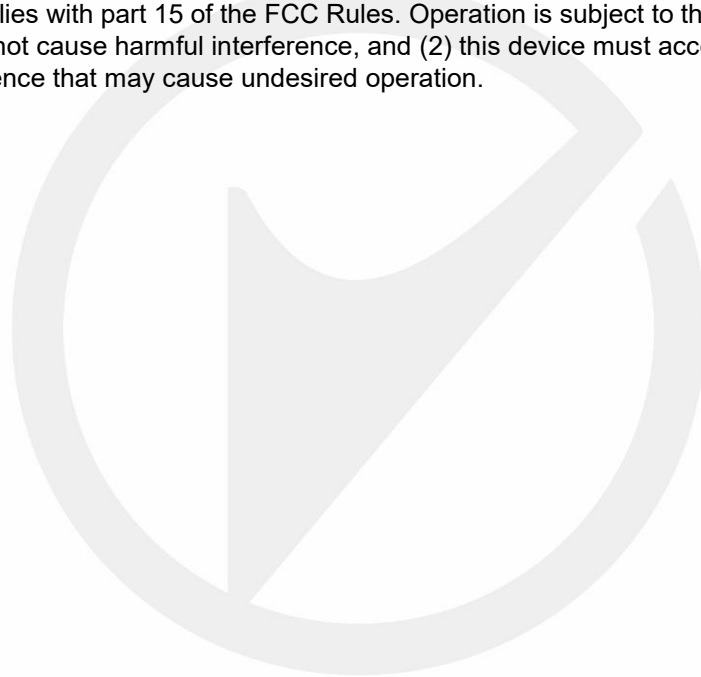 lies with part 15 of the FCC Rules. Operation is subject to th
not cause harmful interference, and (2) this device must acc
ence that may cause undesired operation.